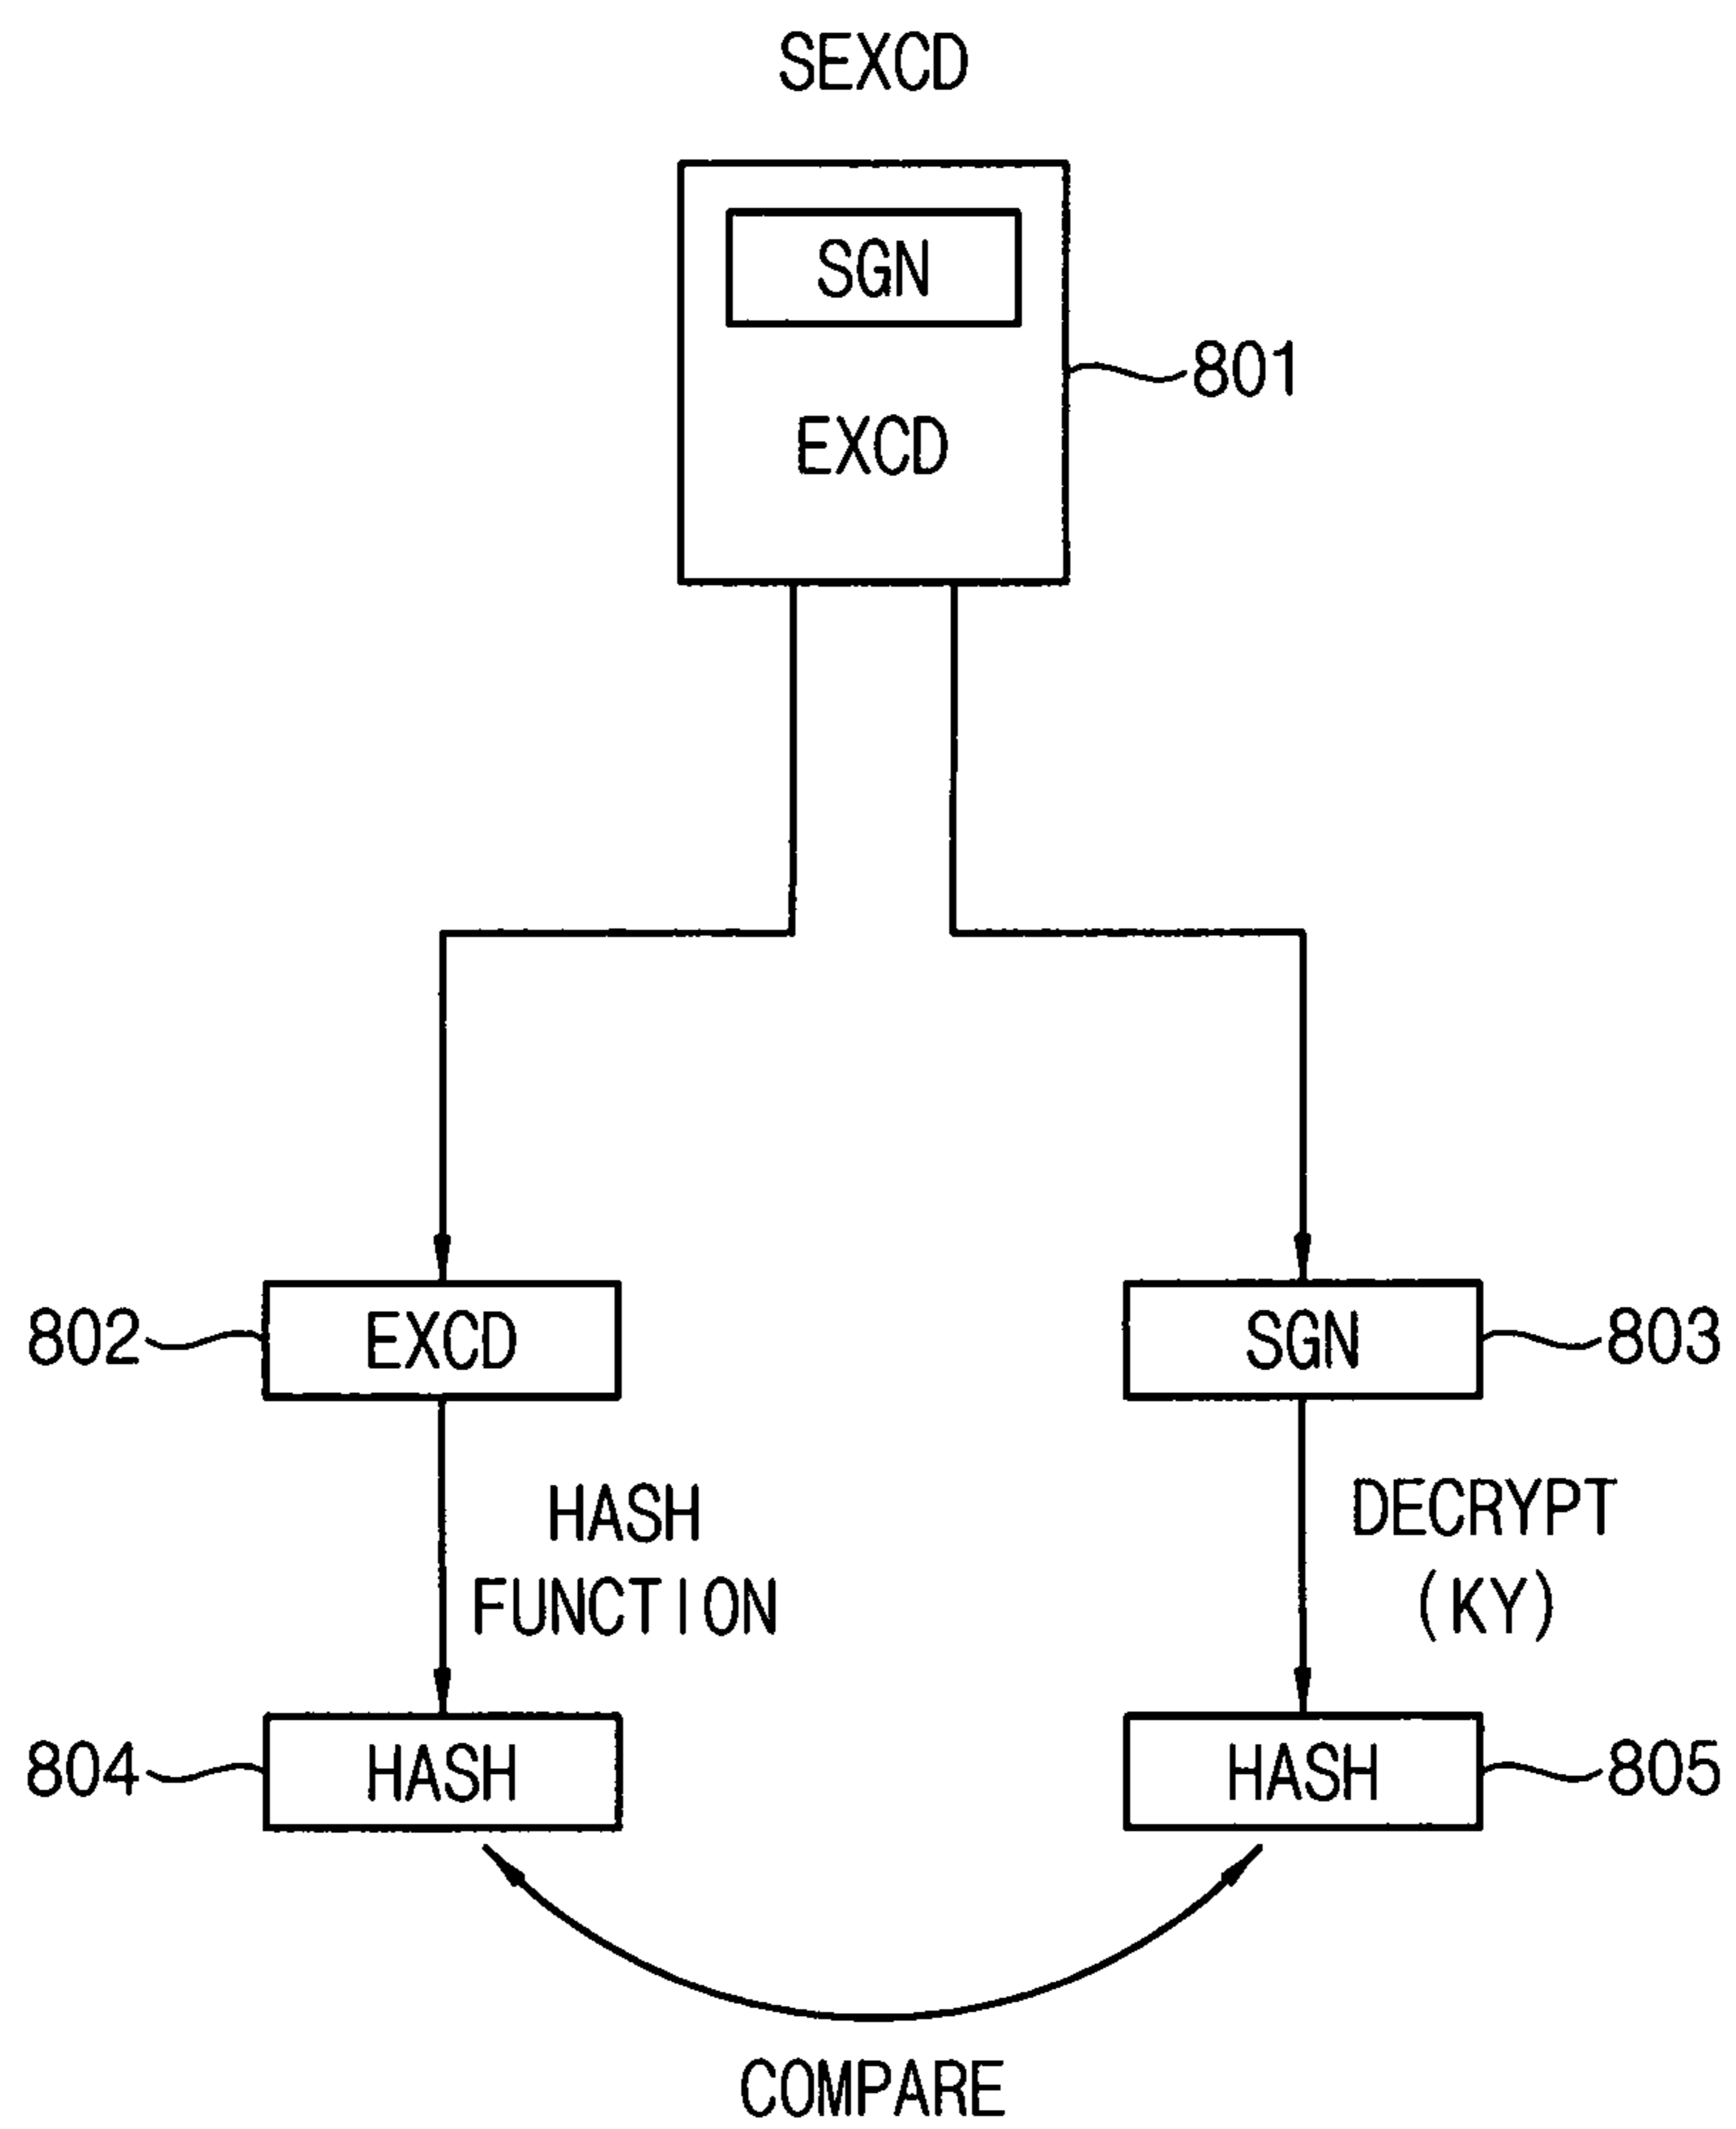 SEXCD
SGN
801
EXCD
802
EXCD
SGN
803
HASH
FUNCTION
DECRYPT
(KY)
804
HASH
HASH
805
COMPARE